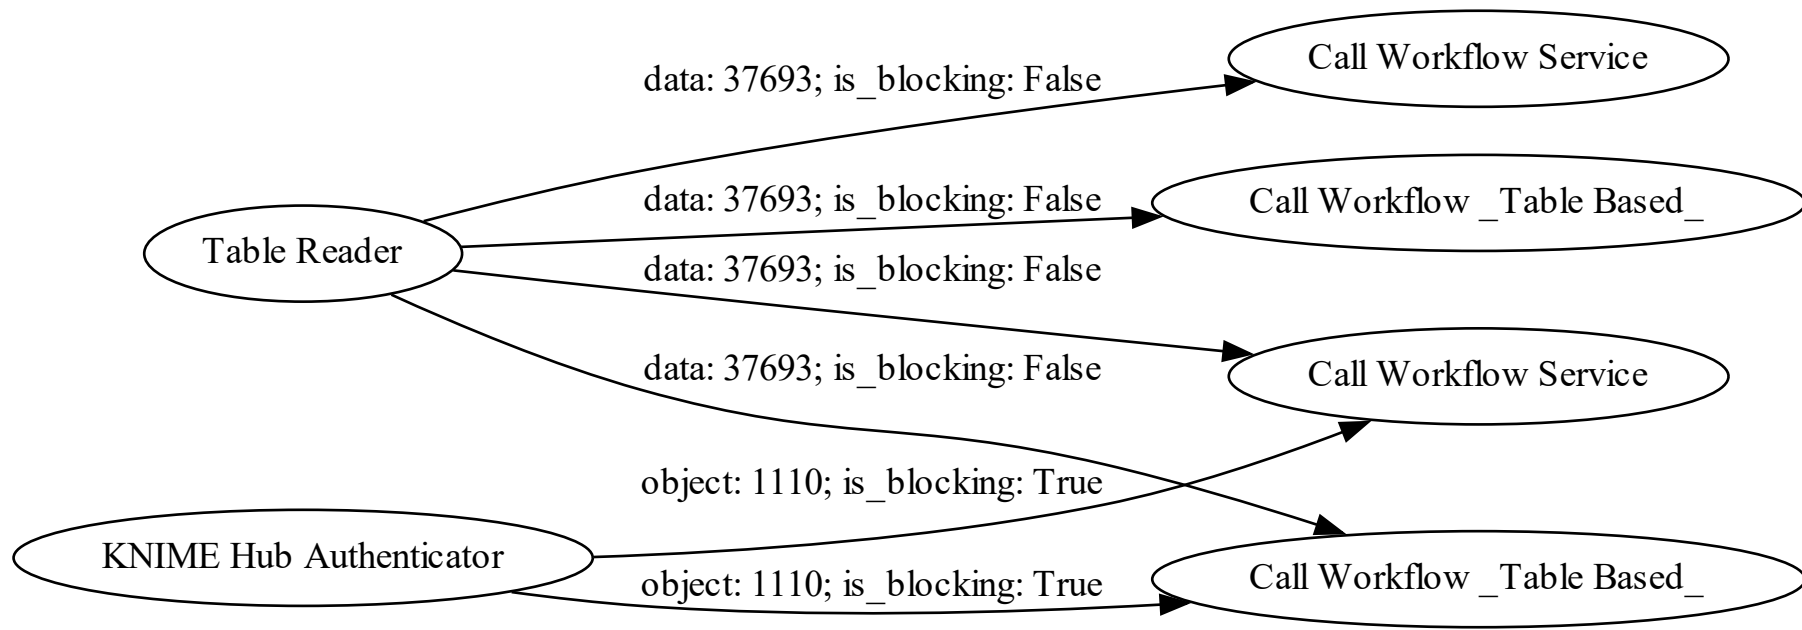 Call Workflow Service
data: 37693; is_blocking: False
data: 37693; is_blocking: False
Call Workflow _Table Based_
Table Reader
data: 37693; is_blocking: False
data: 37693; is_blocking: False
Call Workflow Service
object: 1110; is_blocking: True
KNIME Hub Authenticator
object: 1110; is_blocking: True
Call Workflow _Table Based_